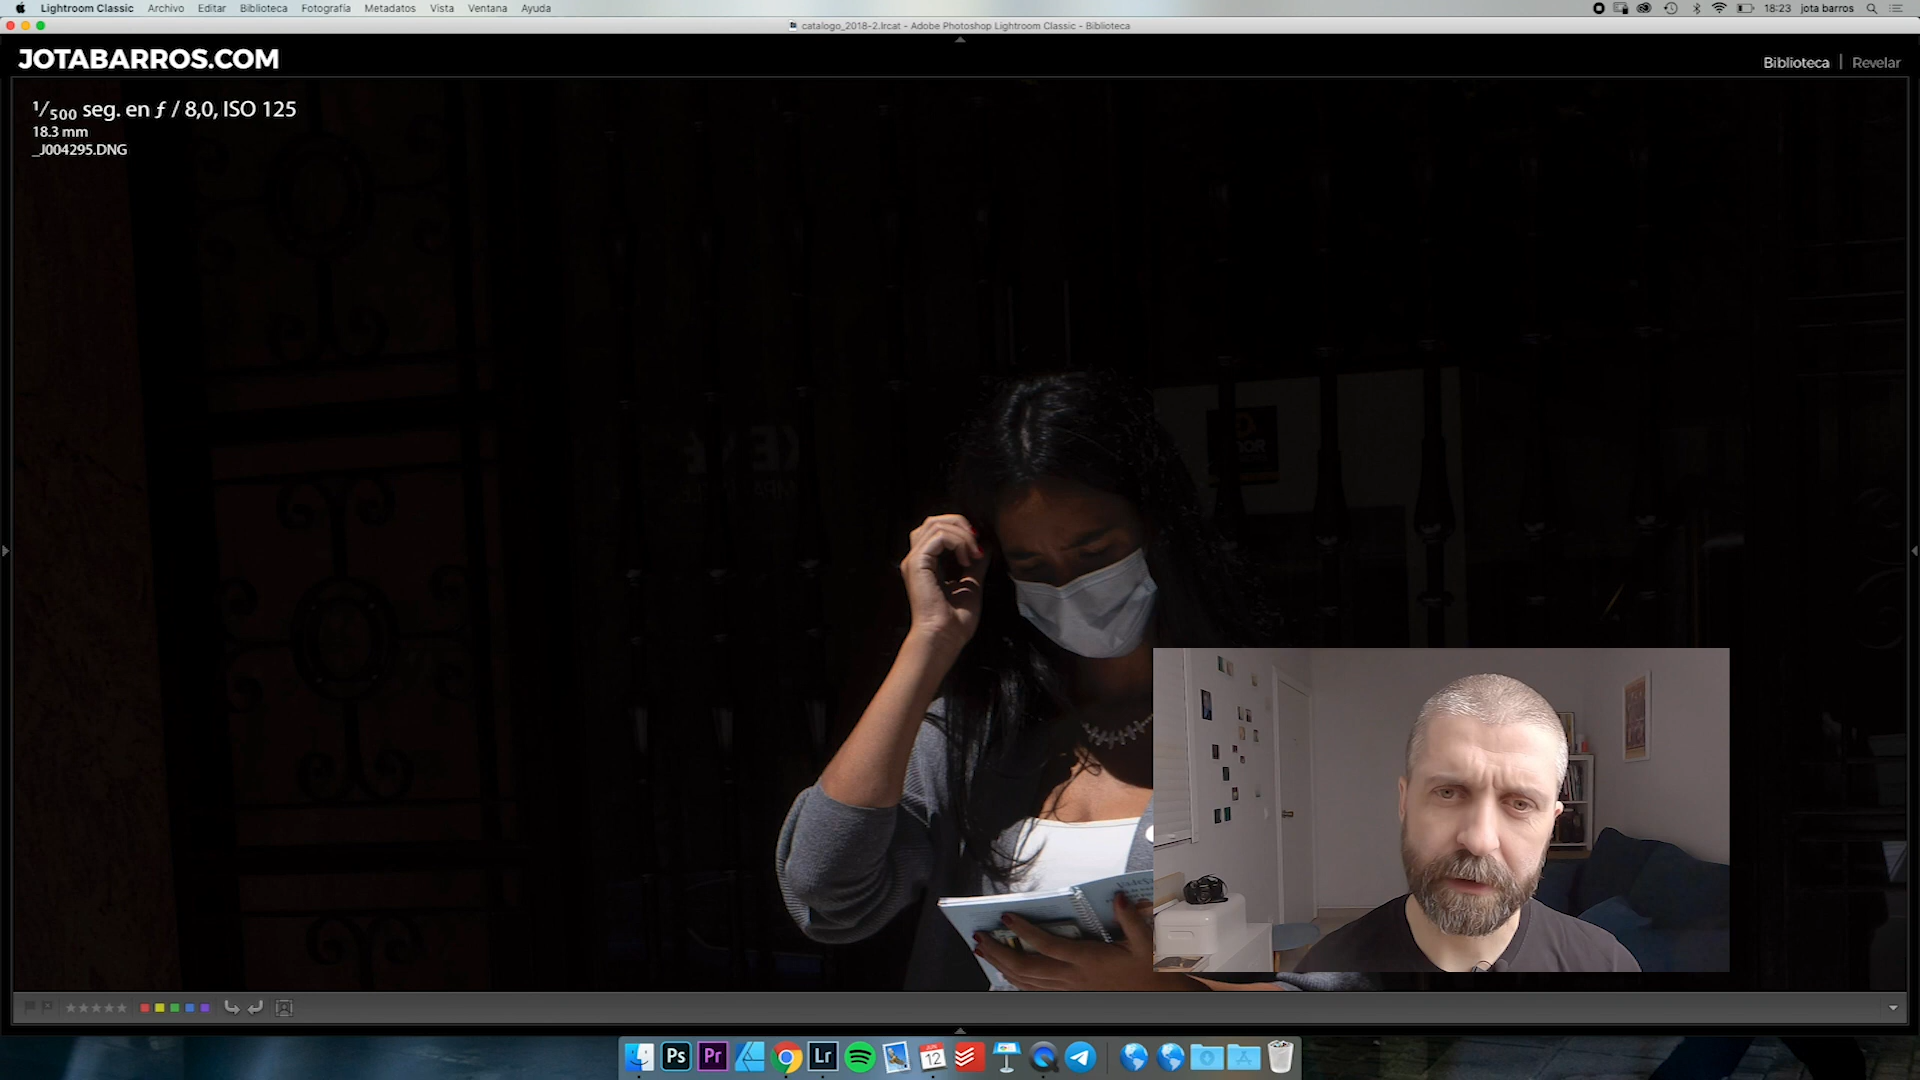 Lightroom Classic Archivo Editar Biblioteca Fotografía Metadatos Vista Ventana Ayuda
18:23 jota barros
catalogo_2018-2.lrcat - Adobe Photoshop Lightroom Classic - Biblioteca
JOTABARROS.COM
Biblioteca | Revelar
1/500 seg. en ƒ / 8,0, ISO 125
18.3 mm
_J004295.DNG
Ps Pr Lr JUN 12